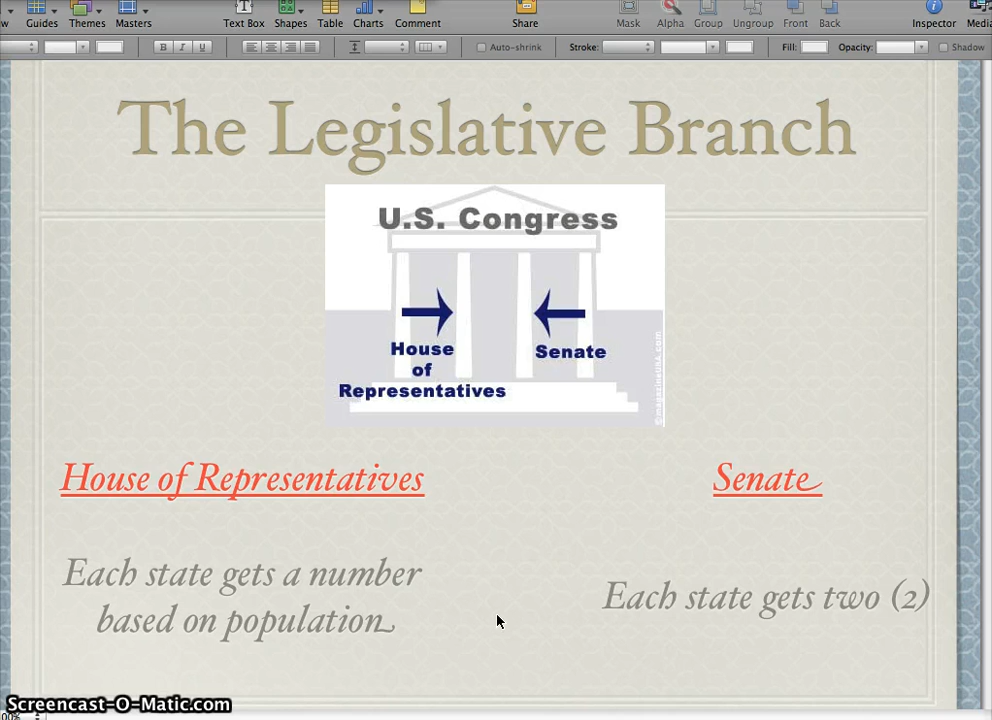 Guides Themes Masters Text Box Shapes Table Charts Comment Share Mask Alpha Group Ungroup Front Back Inspector
B I U Auto-shrink Stroke: Fill: Opacity: Shadow
The Legislative Branch
U.S. Congress
House
of
Representatives
Senate
©magazineUSA.com
House of Representatives
Senate
Each state gets a number
based on population
Each state gets two (2)
Screencast-O-Matic.com